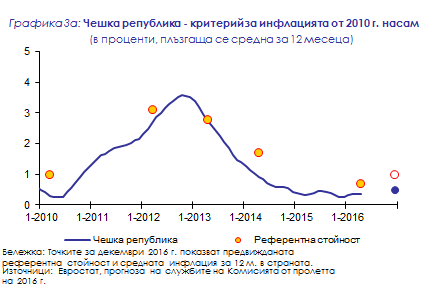 Графика 3а: Чешка република - критерий за инфлацията от 2010 г. насам
(в проценти, плъзгаща се средна за 12 месеца)
5
4
3
2
1
0
1-2010 1-2011 1-2012 1-2013 1-2014 1-2015 1-2016
Чешка република Референтна стойност
Бележка: Точките за декември 2016 г. показват предвижданата
референтна стойност и средната инфлация за 12 м. в страната.
Източници: Евростат, прогноза на службите на Комисията от пролетта
на 2016 г.